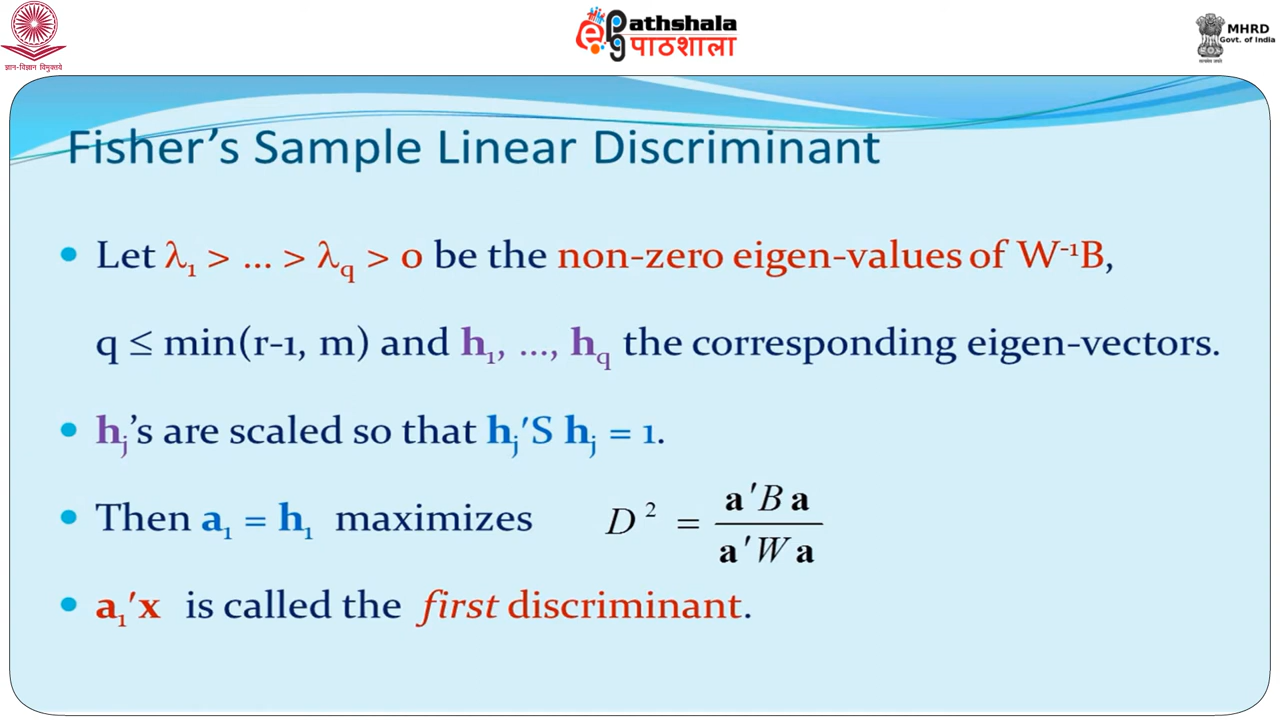 ज्ञान-विज्ञान विमुक्तये
ePathshala
पाठशाला
MHRD
Govt. of India
Fisher's Sample Linear Discriminant
• Let λ₁ > ... > λq > 0 be the non-zero eigen-values of W⁻¹B,
q ≤ min(r-1, m) and h₁, ..., hq the corresponding eigen-vectors.
• hⱼ's are scaled so that hⱼ′S hⱼ = 1.
• Then a₁ = h₁ maximizes D² = a′Ba / a′Wa
• a₁′x is called the first discriminant.